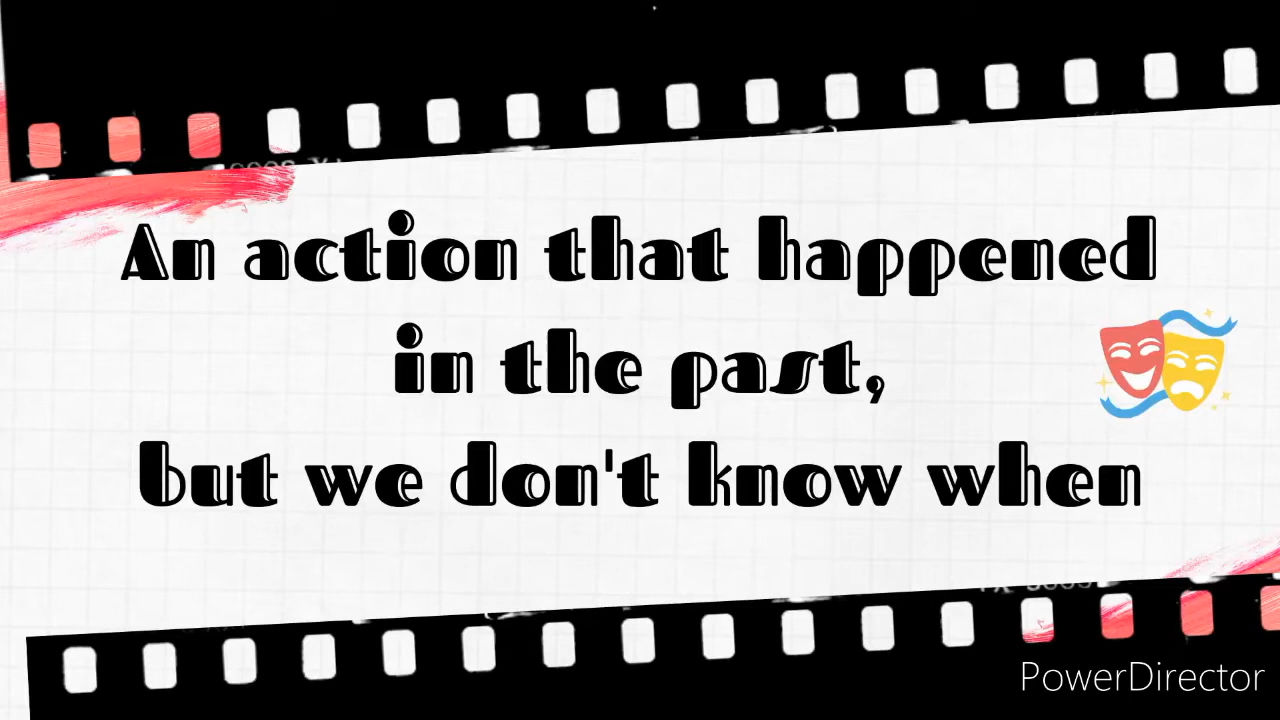 An action that happened
in the past,
but we don't know when
PowerDirector